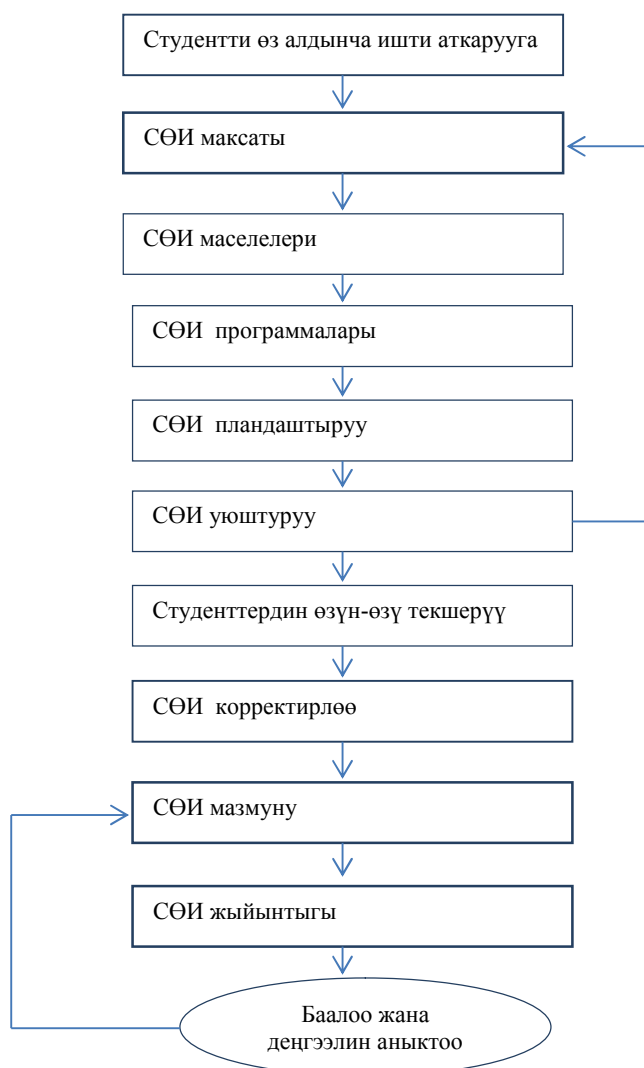 Студентти өз алдынча ишти аткарууга
СӨИ максаты
СӨИ маселелери
СӨИ программалары
СӨИ пландаштыруу
СӨИ уюштуруу
Студенттердин өзүн-өзү текшерүү
СӨИ корректирлөө
СӨИ мазмуну
СӨИ жыйынтыгы
Баалоо жана
деңгээлин аныктоо